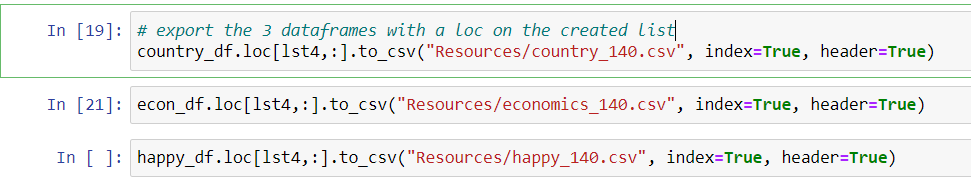 In [19]: # export the 3 dataframes with a loc on the created list
country_df.loc[lst4,:].to_csv("Resources/country_140.csv", index=True, header=True)
In [21]: econ_df.loc[lst4,:].to_csv("Resources/economics_140.csv", index=True, header=True)
In [ ]: happy_df.loc[lst4,:].to_csv("Resources/happy_140.csv", index=True, header=True)